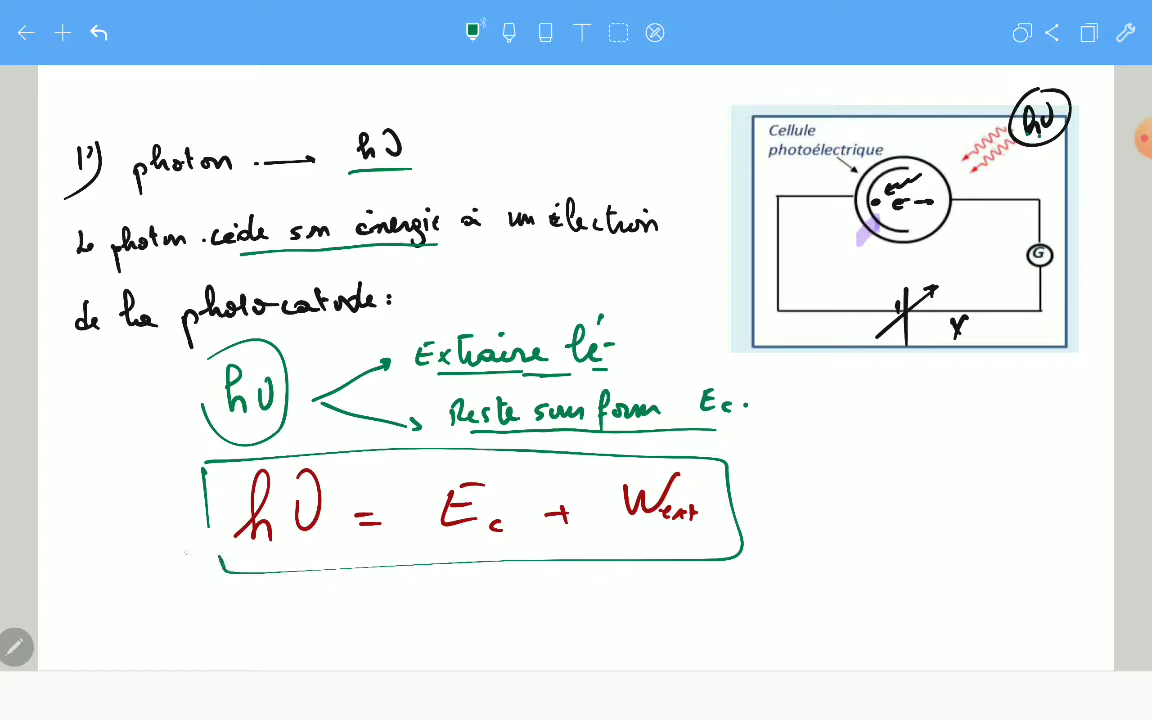 1°) photon → hν
Le photon cède son énergie à un électron
de la photocatode :
hν
Extraire l'é-
Reste sous form Ec.
hν = Ec + Wext
Cellule
photoélectrique
hν
e-
G